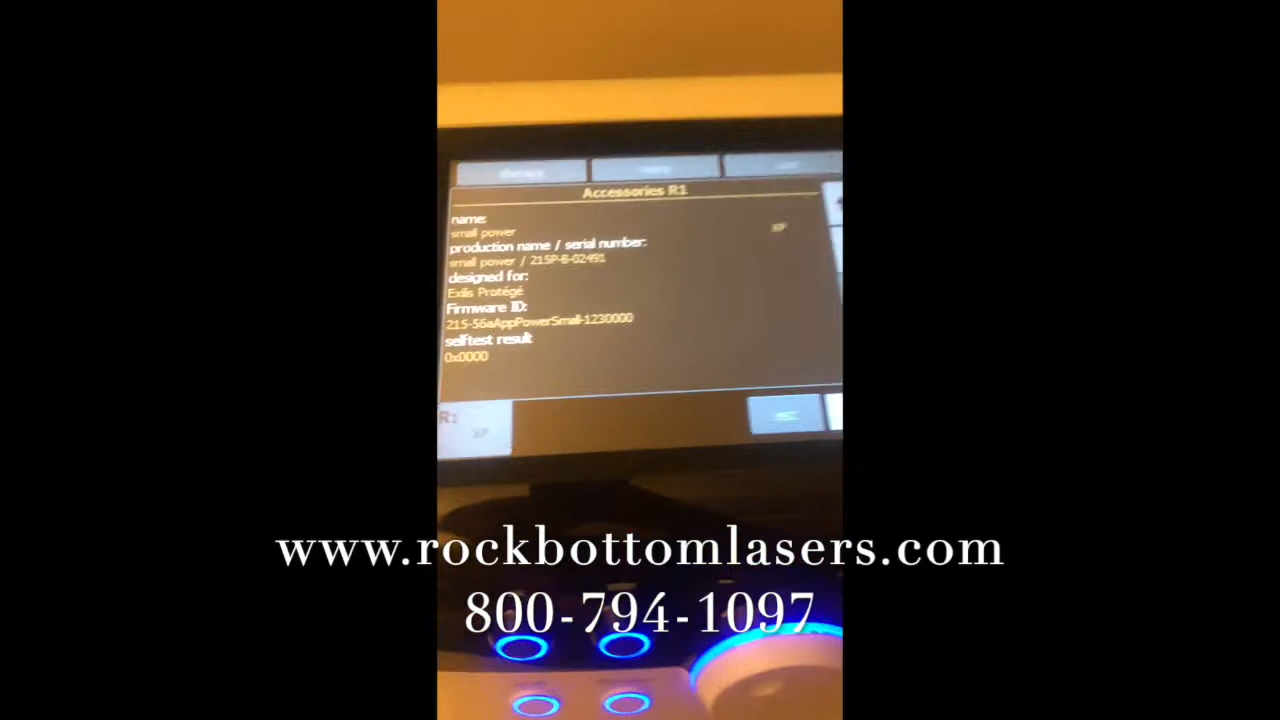 Accessories R1
name:
small power
production name / serial number:
small power / 215P-B-02491
designed for:
Exilis Protégé
Firmware ID:
215-56aAppPowerSmall-1230000
selftest result
0x0000
R1
www.rockbottomlasers.com
800-794-1097